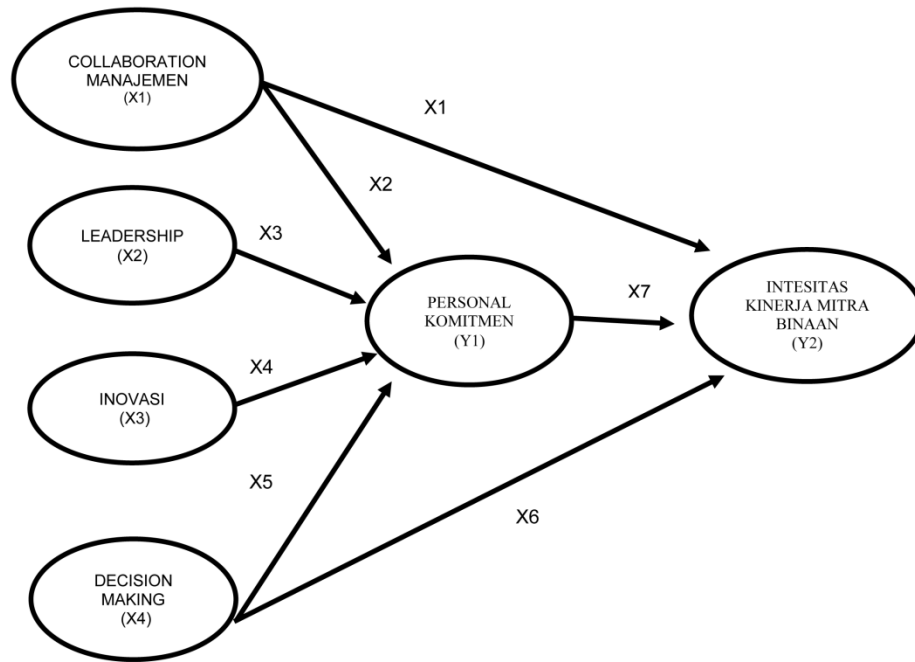 COLLABORATION
MANAJEMEN
(X1)
X1
X2
LEADERSHIP
(X2)
X3
PERSONAL
KOMITMEN
(Y1)
X7
INTESITAS
KINERJA MITRA
BINAAN
(Y2)
X4
INOVASI
(X3)
X5
X6
DECISION
MAKING
(X4)